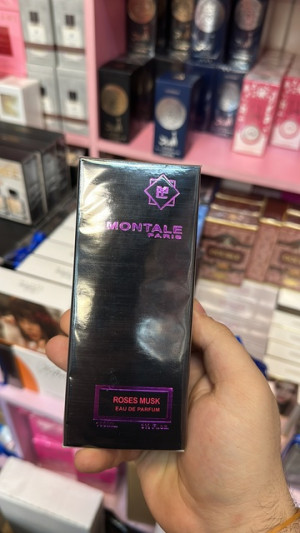 MONTALE
PARIS
ROSES MUSK
EAU DE PARFUM